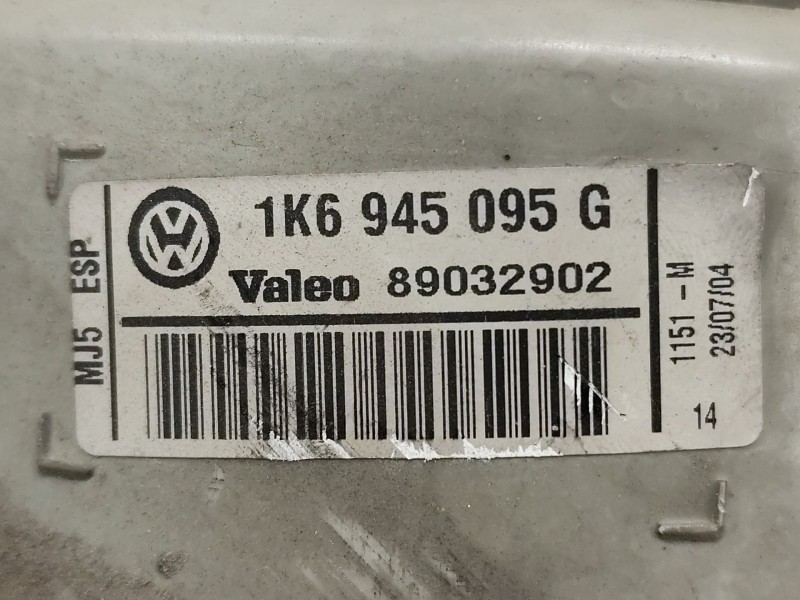 MJ5 ESP
1K6 945 095 G
Valeo 89032902
1151-M
23/07/04
14